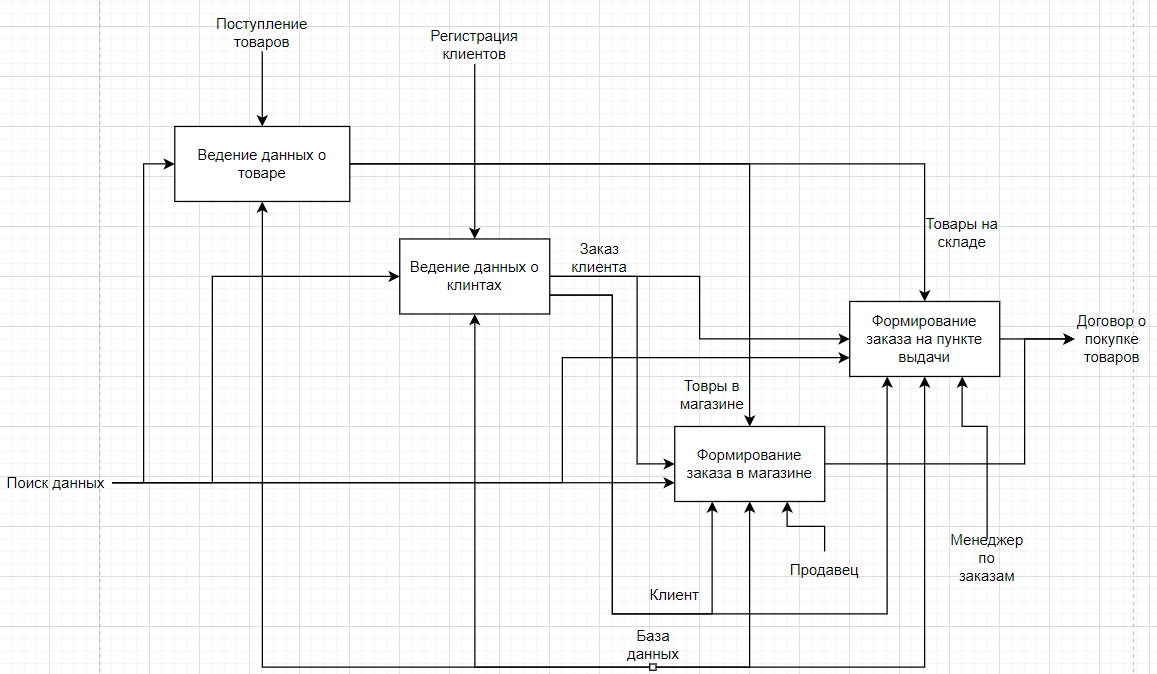 Поступление
товаров
Регистрация
клиентов
Ведение данных о
товаре
Товары на
складе
Заказ
клиента
Ведение данных о
клинтах
Формирование
заказа на пункте
выдачи
Договор о
покупке
товаров
Товры в
магазине
Формирование
заказа в магазине
Поиск данных
Менеджер
по
заказам
Продавец
Клиент
База
данных